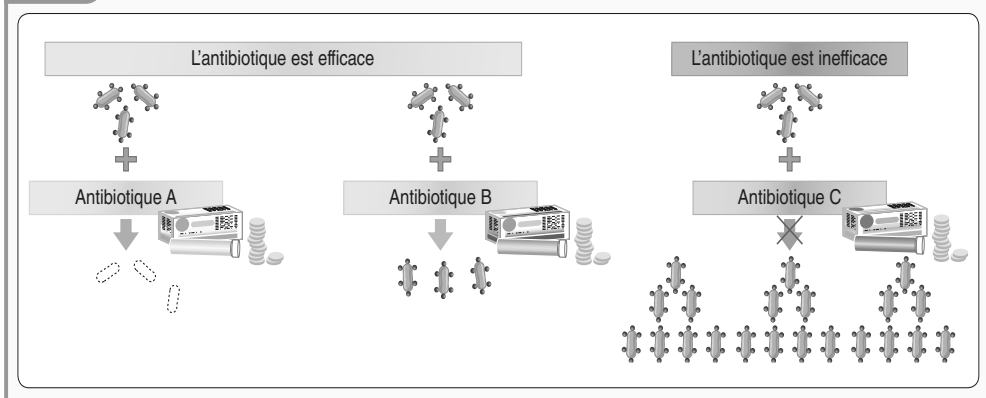 L'antibiotique est efficace
L'antibiotique est inefficace
Antibiotique A
Antibiotique B
Antibiotique C